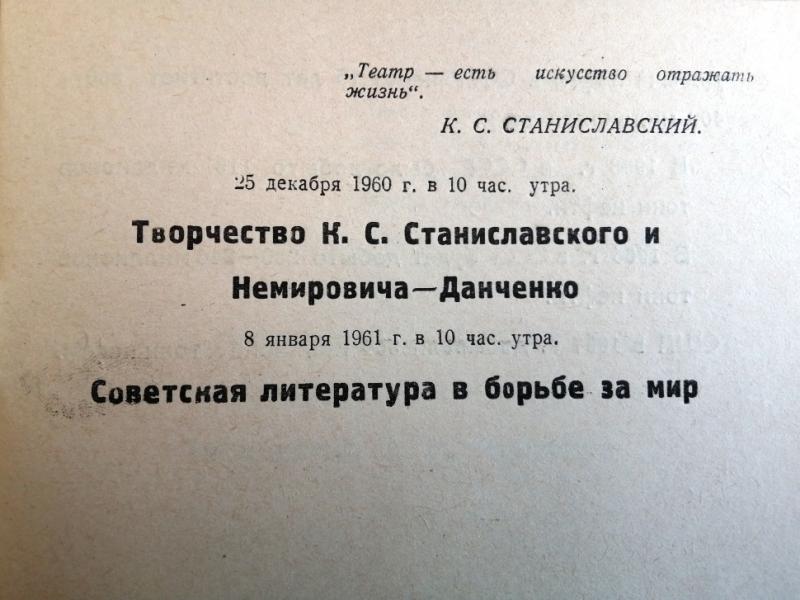 „Театр — есть искусство отражать
жизнь“.
К. С. СТАНИСЛАВСКИЙ.
25 декабря 1960 г. в 10 час. утра.
Творчество К. С. Станиславского и
Немировича—Данченко
8 января 1961 г. в 10 час. утра.
Советская литература в борьбе за мир